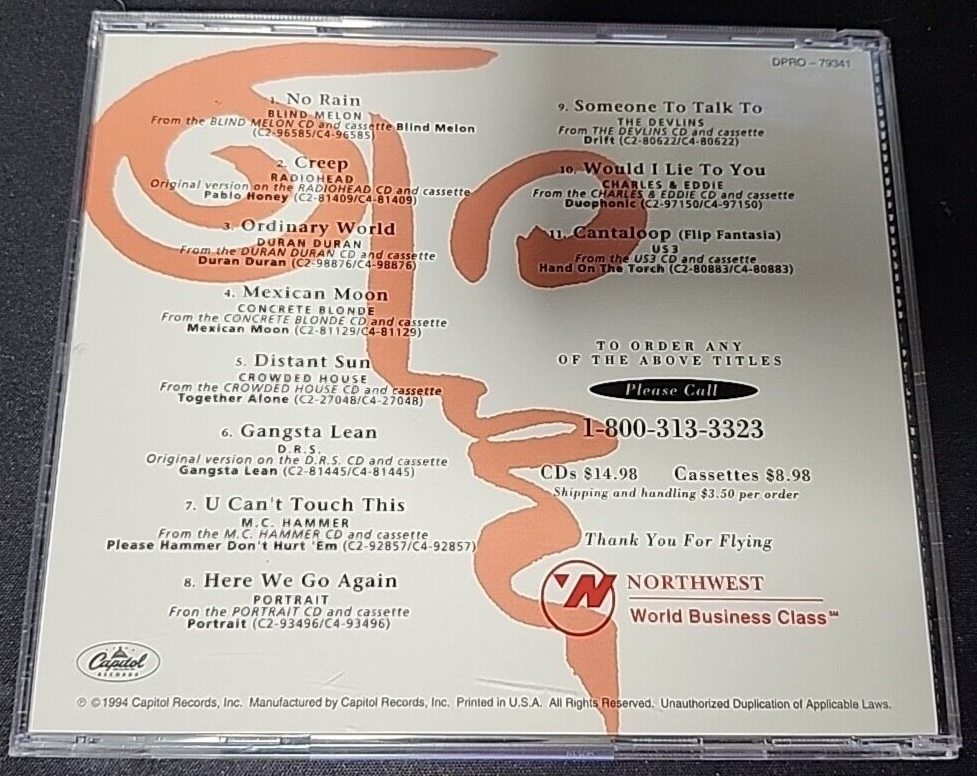 DPRO - 79341
1. No Rain
BLIND MELON
From the BLIND MELON CD and cassette Blind Melon
(C2-96585/C4-96585)
2. Creep
RADIOHEAD
Original version on the RADIOHEAD CD and cassette
Pablo Honey (C2-81409/C4-81409)
3. Ordinary World
DURAN DURAN
From the DURAN DURAN CD and cassette
Duran Duran (C2-98876/C4-98876)
4. Mexican Moon
CONCRETE BLONDE
From the CONCRETE BLONDE CD and cassette
Mexican Moon (C2-81129/C4-81129)
5. Distant Sun
CROWDED HOUSE
From the CROWDED HOUSE CD and cassette
Together Alone (C2-27048/C4-27048)
6. Gangsta Lean
D.R.S.
Original version on the D.R.S. CD and cassette
Gangsta Lean (C2-81445/C4-81445)
7. U Can't Touch This
M.C. HAMMER
From the M.C. HAMMER CD and cassette
Please Hammer Don't Hurt 'Em (C2-92857/C4-92857)
8. Here We Go Again
PORTRAIT
Fron the PORTRAIT CD and cassette
Portrait (C2-93496/C4-93496)
9. Someone To Talk To
THE DEVLINS
From THE DEVLINS CD and cassette
Drift (C2-80622/C4-80622)
10. Would I Lie To You
CHARLES & EDDIE
From the CHARLES & EDDIE CD and cassette
Duophonic (C2-97150/C4-97150)
11. Cantaloop (Flip Fantasia)
US3
From the US3 CD and cassette
Hand On The Torch (C2-80883/C4-80883)
TO ORDER ANY
OF THE ABOVE TITLES
Please Call
1-800-313-3323
CDs $14.98 Cassettes $8.98
Shipping and handling $3.50 per order
Thank You For Flying
NORTHWEST
World Business Class℠
Capitol
RECORDS
℗ ©1994 Capitol Records, Inc. Manufactured by Capitol Records, Inc. Printed in U.S.A. All Rights Reserved. Unauthorized Duplication of Applicable Laws.